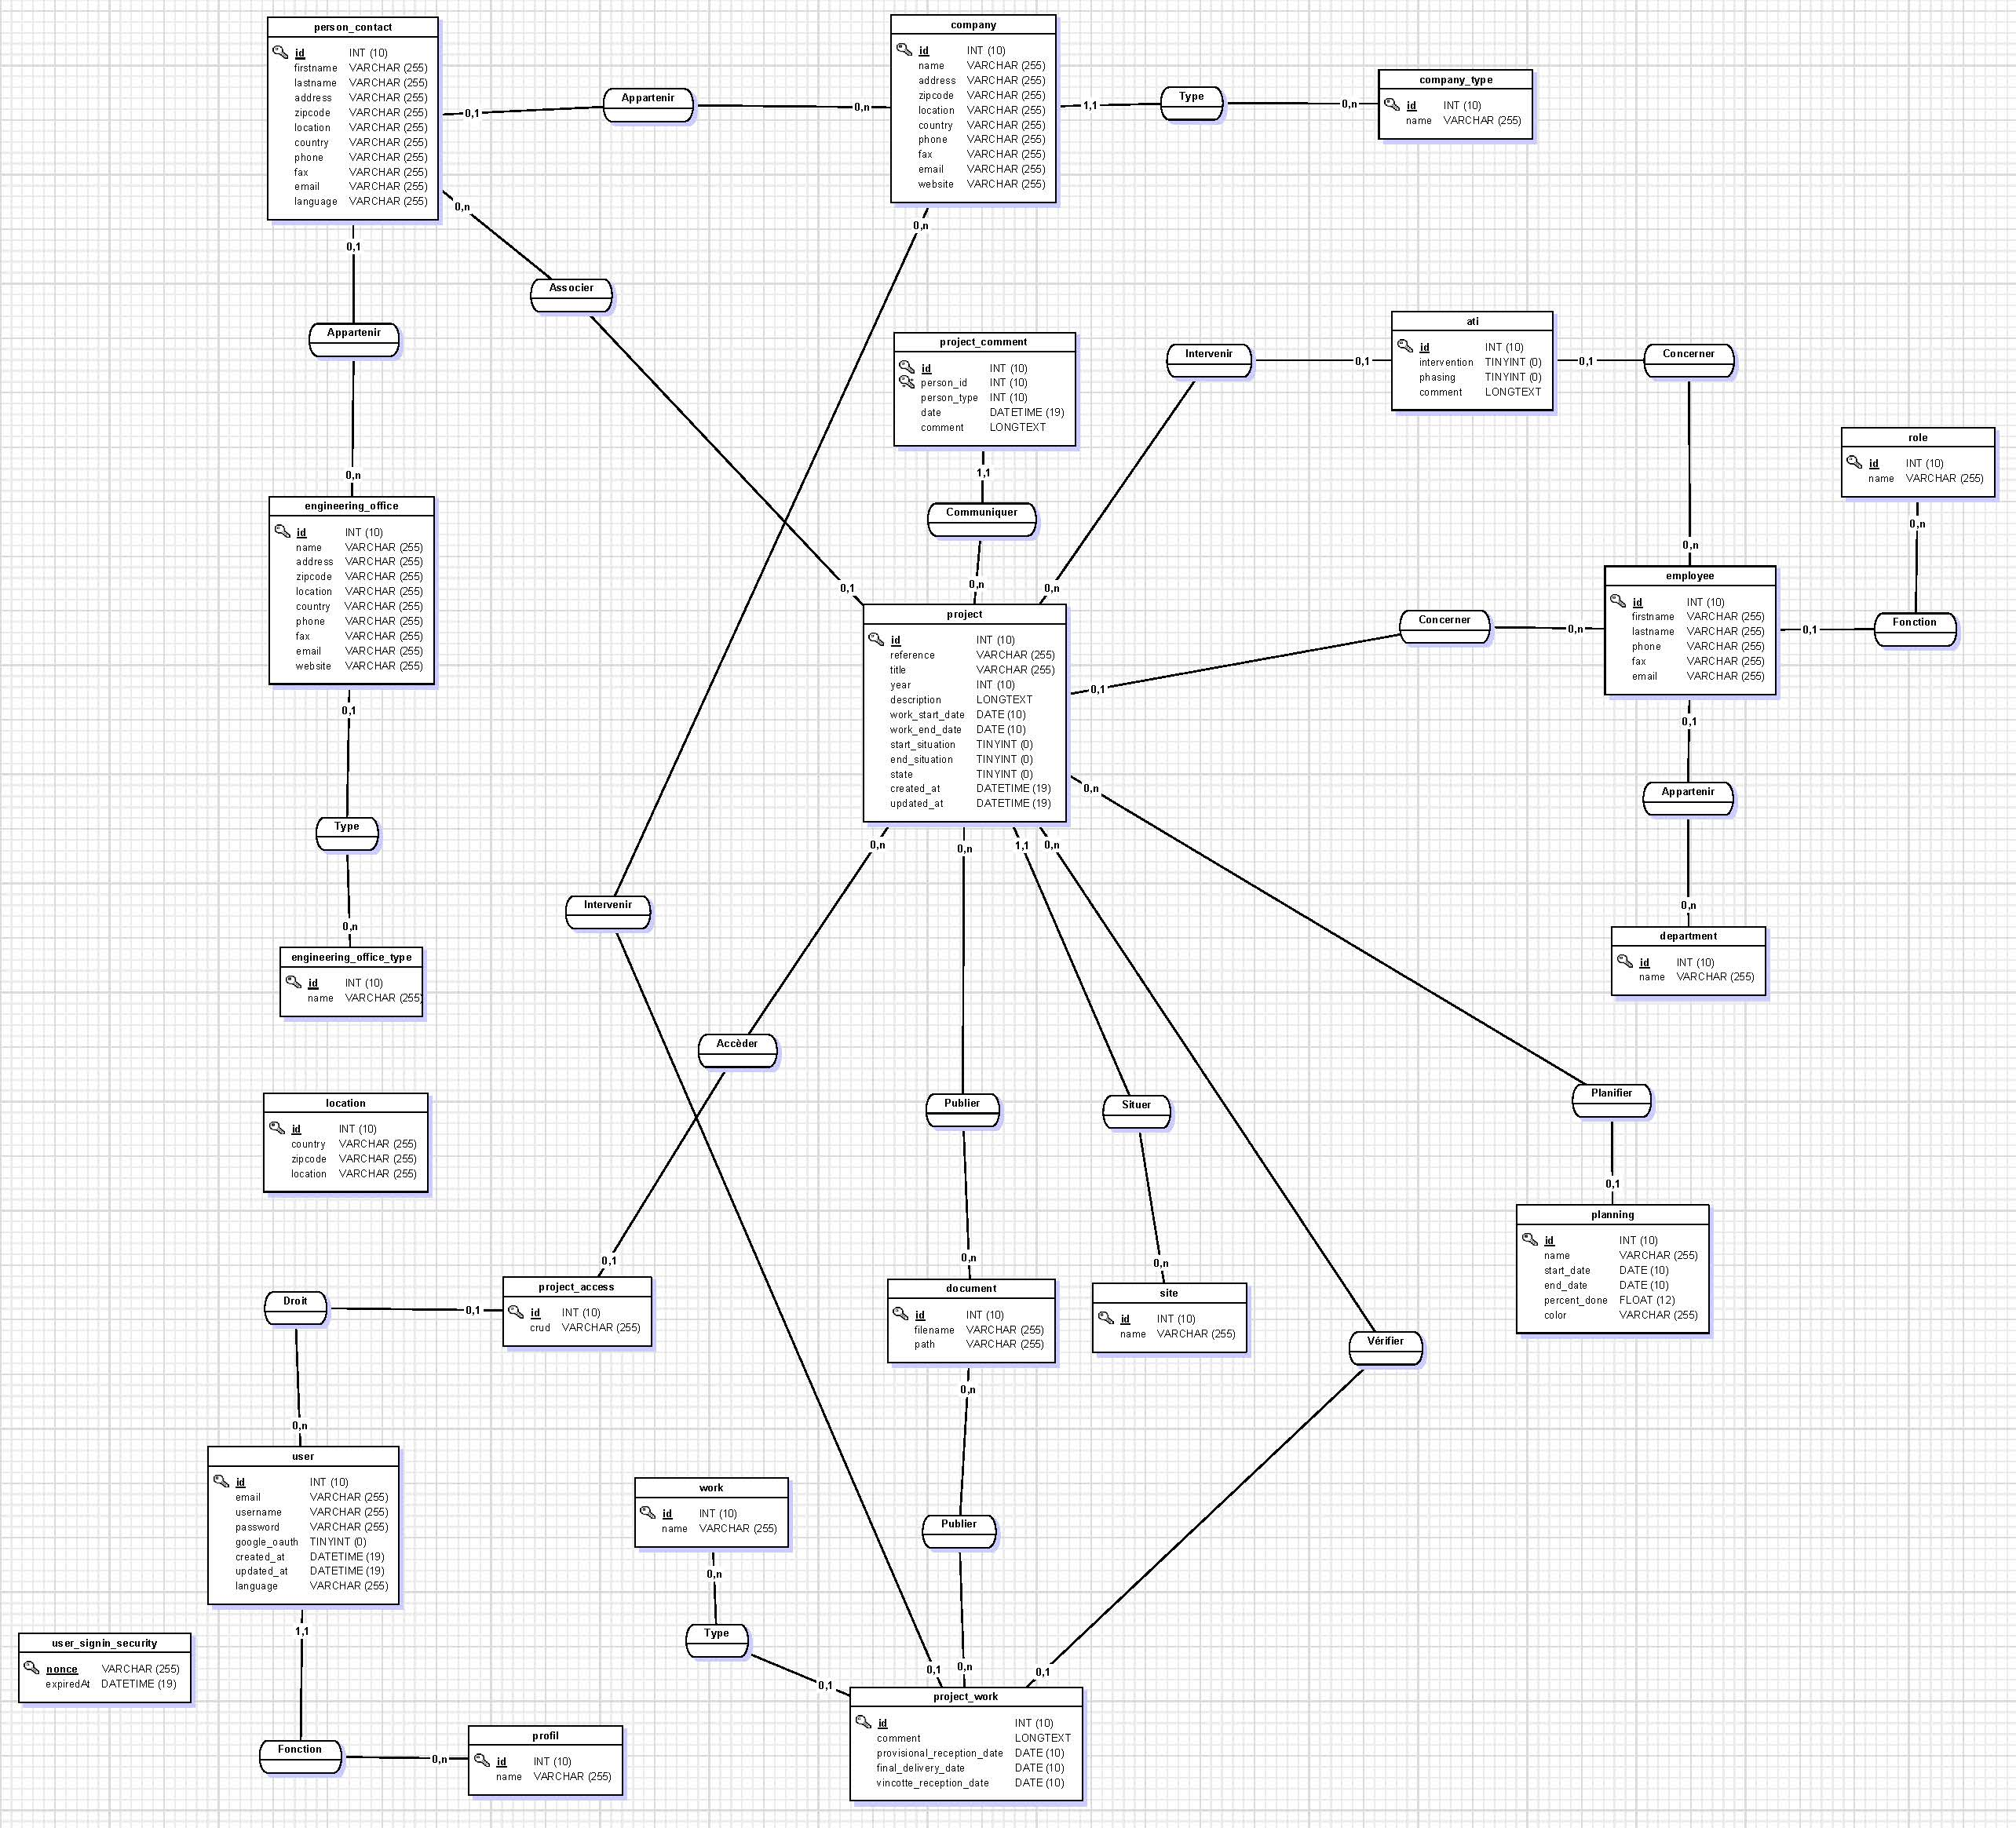 person_contact
id INT (10)
firstname VARCHAR (255)
lastname VARCHAR (255)
address VARCHAR (255)
zipcode VARCHAR (255)
location VARCHAR (255)
country VARCHAR (255)
phone VARCHAR (255)
fax VARCHAR (255)
email VARCHAR (255)
language VARCHAR (255)
0,1
Appartenir
0,n
company
id INT (10)
name VARCHAR (255)
address VARCHAR (255)
zipcode VARCHAR (255)
location VARCHAR (255)
country VARCHAR (255)
phone VARCHAR (255)
fax VARCHAR (255)
email VARCHAR (255)
website VARCHAR (255)
1,1
Type
0,n
company_type
id INT (10)
name VARCHAR (255)
0,n
Associer
0,1
0,n
0,1
Appartenir
0,n
project_comment
id INT (10)
person_id INT (10)
person_type INT (10)
date DATETIME (19)
comment LONGTEXT
1,1
Communiquer
0,n
Intervenir
0,1
0,n
ati
id INT (10)
intervention TINYINT (0)
phasing TINYINT (0)
comment LONGTEXT
0,1
Concerner
0,n
role
id INT (10)
name VARCHAR (255)
0,n
Fonction
0,1
engineering_office
id INT (10)
name VARCHAR (255)
address VARCHAR (255)
zipcode VARCHAR (255)
location VARCHAR (255)
country VARCHAR (255)
phone VARCHAR (255)
fax VARCHAR (255)
email VARCHAR (255)
website VARCHAR (255)
0,1
Type
0,n
engineering_office_type
id INT (10)
name VARCHAR (255)
project
id INT (10)
reference VARCHAR (255)
title VARCHAR (255)
year INT (10)
description LONGTEXT
work_start_date DATE (10)
work_end_date DATE (10)
start_situation TINYINT (0)
end_situation TINYINT (0)
state TINYINT (0)
created_at DATETIME (19)
updated_at DATETIME (19)
0,1
Concerner
0,n
employee
id INT (10)
firstname VARCHAR (255)
lastname VARCHAR (255)
phone VARCHAR (255)
fax VARCHAR (255)
email VARCHAR (255)
0,1
Appartenir
0,n
department
id INT (10)
name VARCHAR (255)
0,n
0,n
1,1
0,n
0,n
Intervenir
Accèder
Publier
Situer
Planifier
0,1
location
id INT (10)
country VARCHAR (255)
zipcode VARCHAR (255)
location VARCHAR (255)
planning
id INT (10)
name VARCHAR (255)
start_date DATE (10)
end_date DATE (10)
percent_done FLOAT (12)
color VARCHAR (255)
0,1
0,n
0,n
Droit
0,1
project_access
id INT (10)
crud VARCHAR (255)
document
id INT (10)
filename VARCHAR (255)
path VARCHAR (255)
site
id INT (10)
name VARCHAR (255)
Vérifier
0,n
0,n
user
id INT (10)
email VARCHAR (255)
username VARCHAR (255)
password VARCHAR (255)
google_oauth TINYINT (0)
created_at DATETIME (19)
updated_at DATETIME (19)
language VARCHAR (255)
1,1
work
id INT (10)
name VARCHAR (255)
0,n
Type
0,1
Publier
0,1
0,n
0,1
user_signin_security
nonce VARCHAR (255)
expiredAt DATETIME (19)
Fonction
0,n
profil
id INT (10)
name VARCHAR (255)
project_work
id INT (10)
comment LONGTEXT
provisional_reception_date DATE (10)
final_delivery_date DATE (10)
vincotte_reception_date DATE (10)